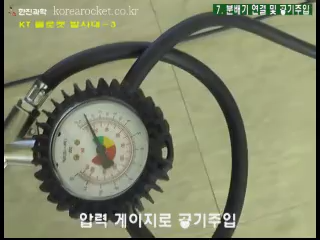 한진과학 korearocket.co.kr
7. 분배기 연결 및 공기주입
KT 물로켓 발사대-3
압력 게이지로 공기주입